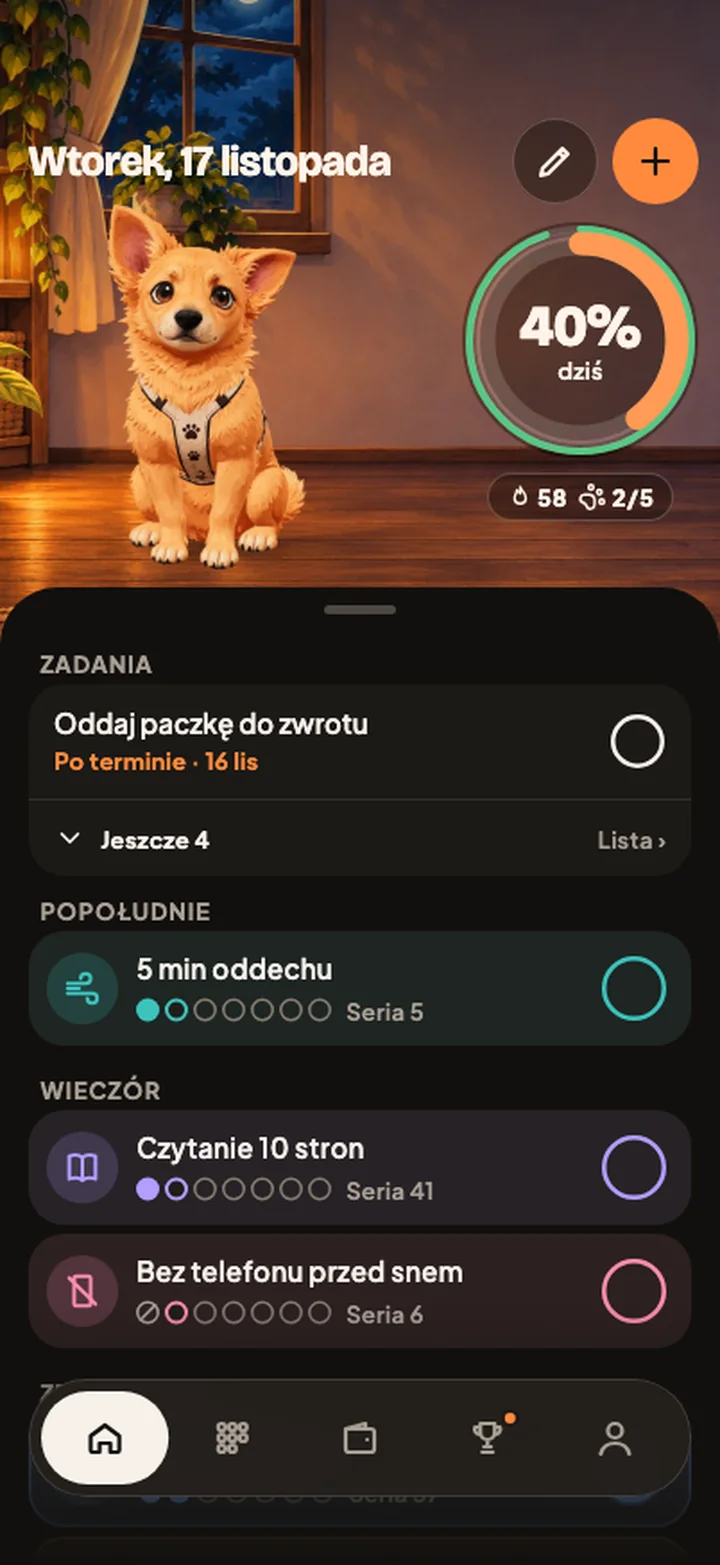 Wtorek, 17 listopada
40%
dziś
58 2/5
ZADANIA
Oddaj paczkę do zwrotu
Po terminie · 16 lis
Jeszcze 4
Lista ›
POPOŁUDNIE
5 min oddechu
Seria 5
WIECZÓR
Czytanie 10 stron
Seria 41
Bez telefonu przed snem
Seria 6